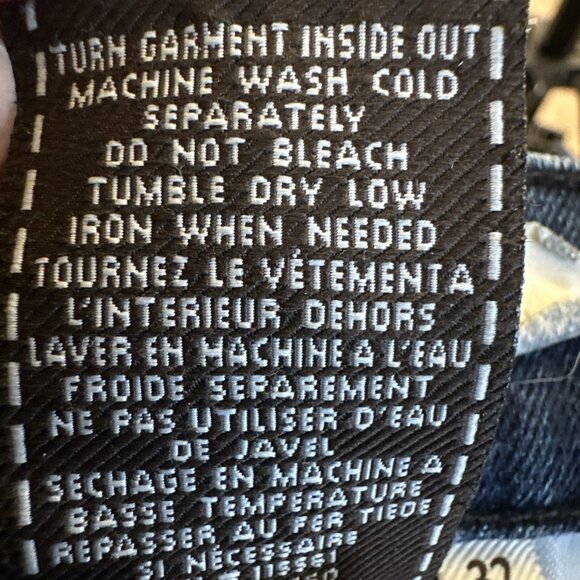 TURN GARMENT INSIDE OUT
MACHINE WASH COLD
SEPARATELY
DO NOT BLEACH
TUMBLE DRY LOW
IRON WHEN NEEDED
TOURNEZ LE VÊTEMENT A
L'INTERIEUR DEHORS
LAVER EN MACHINE A L'EAU
FROIDE SEPAREMENT
NE PAS UTILISER D'EAU
DE JAVEL
SECHAGE EN MACHINE A
BASSE TEMPERATURE
REPASSER AU FER TIEDE
SI NÉCESSAIRE